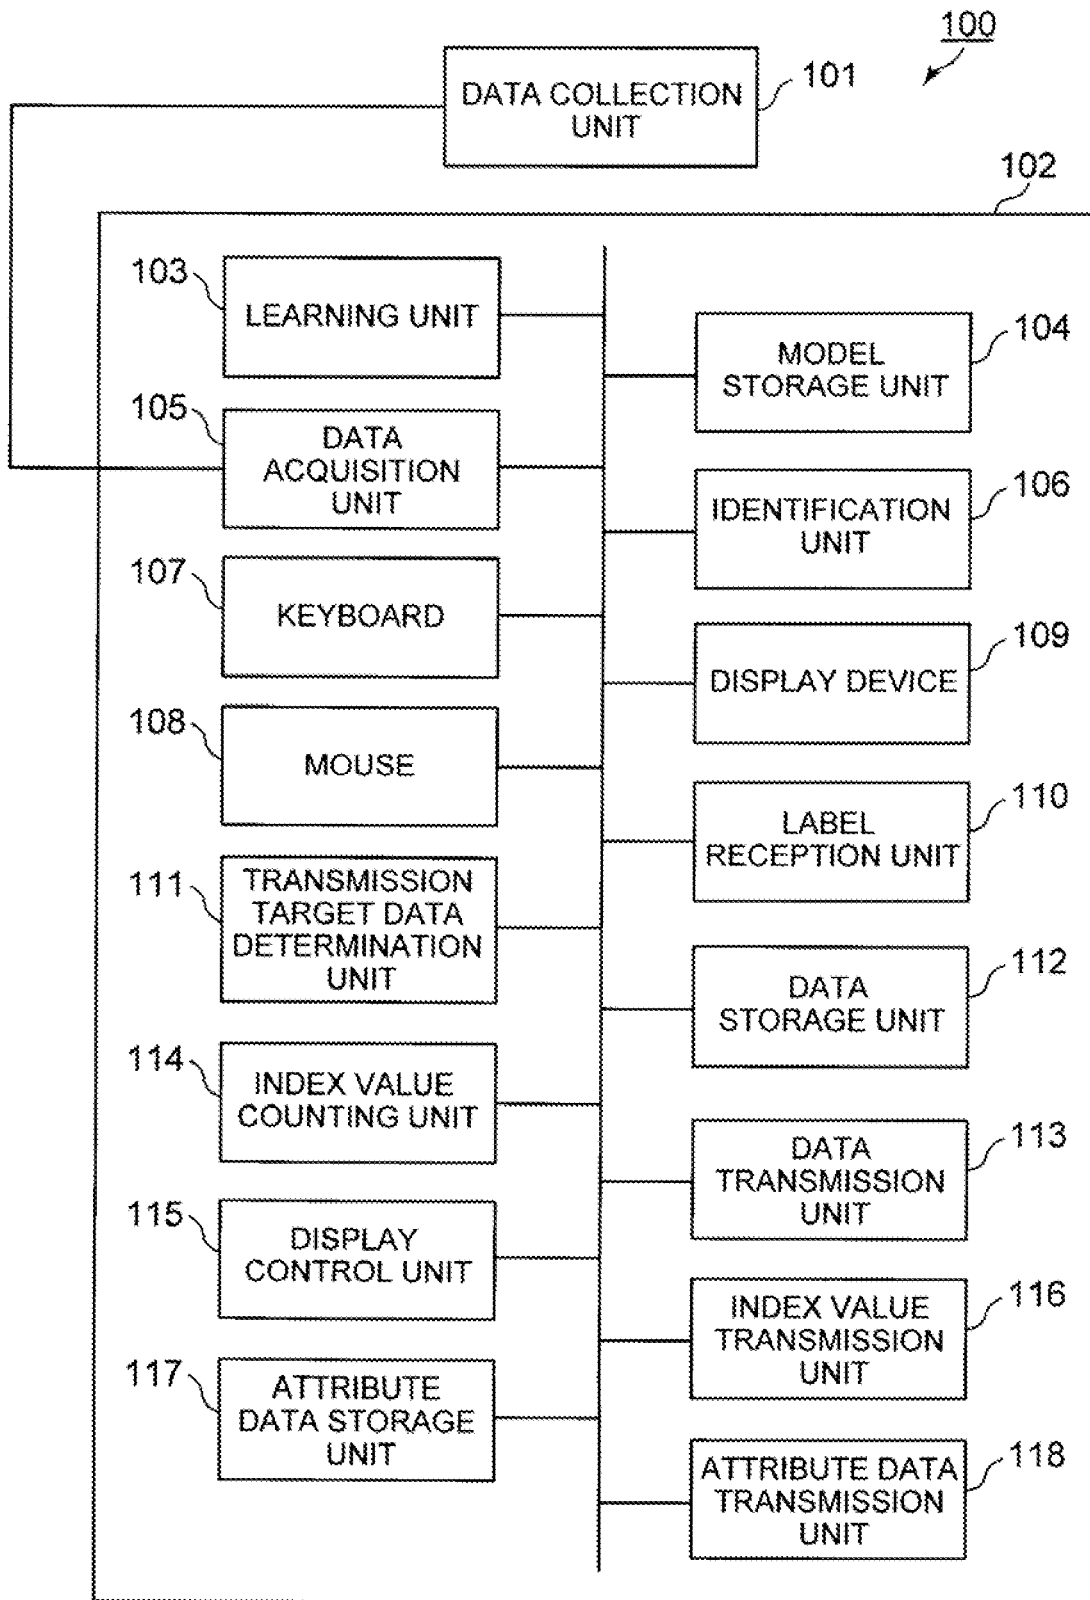 100
DATA COLLECTION
UNIT
101
102
103
LEARNING UNIT
MODEL
STORAGE UNIT
104
105
DATA
ACQUISITION
UNIT
IDENTIFICATION
UNIT
106
107
KEYBOARD
DISPLAY DEVICE
109
108
MOUSE
LABEL
RECEPTION UNIT
110
111
TRANSMISSION
TARGET DATA
DETERMINATION
UNIT
DATA
STORAGE UNIT
112
114
INDEX VALUE
COUNTING UNIT
DATA
TRANSMISSION
UNIT
113
115
DISPLAY
CONTROL UNIT
INDEX VALUE
TRANSMISSION
UNIT
116
117
ATTRIBUTE
DATA STORAGE
UNIT
ATTRIBUTE DATA
TRANSMISSION
UNIT
118